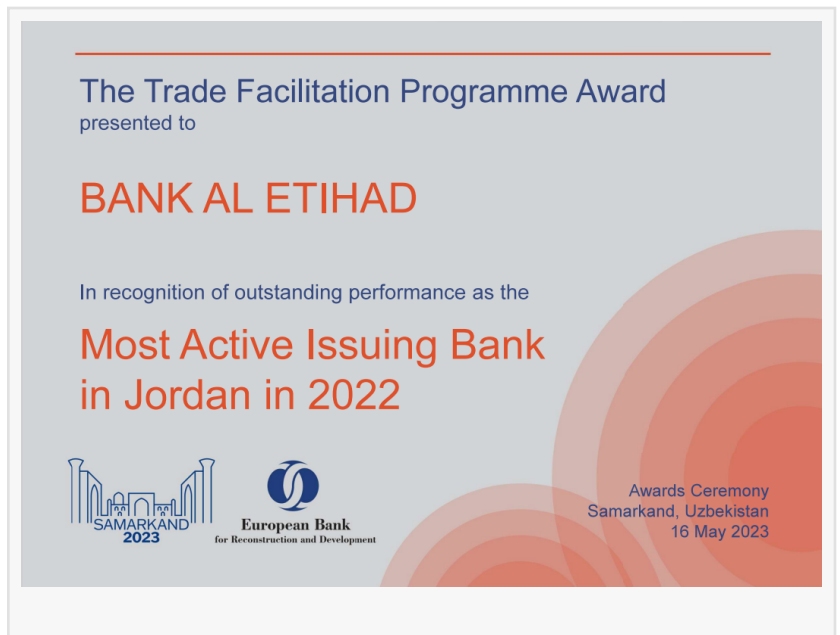 The Trade Facilitation Programme Award
presented to
BANK AL ETIHAD
In recognition of outstanding performance as the
Most Active Issuing Bank
in Jordan in 2022
SAMARKAND
2023
European Bank
for Reconstruction and Development
Awards Ceremony
Samarkand, Uzbekistan
16 May 2023